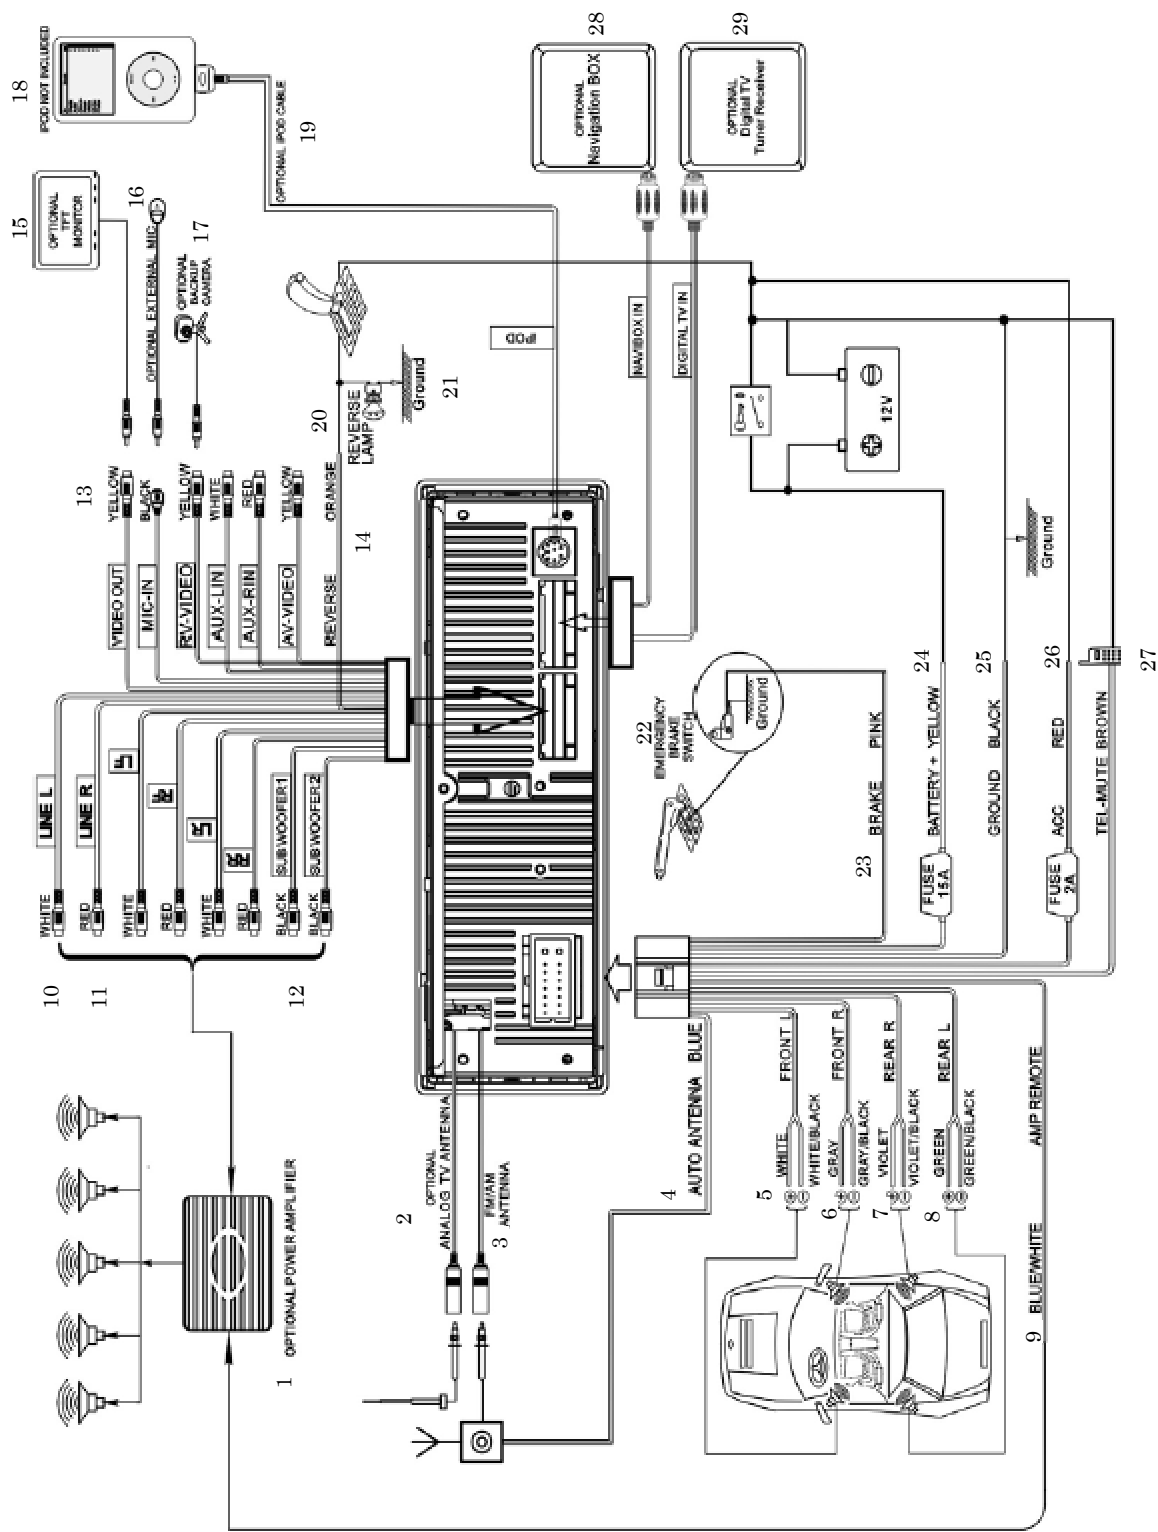 18
IPOD NOT INCLUDED
OPTIONAL IPOD CABLE
19
15
OPTIONAL
TFT
MONITOR
OPTIONAL EXTERNAL MIC
16
OPTIONAL
BACKUP
CAMERA
17
28
OPTIONAL
Navigation BOX
29
OPTIONAL
Digital TV
Tuner Receiver
NAVIBOX IN
DIGITAL TV IN
IPOD
13
YELLOW
VIDEO OUT
BLACK
MIC-IN
YELLOW
RV-VIDEO
WHITE
AUX-LIN
RED
AUX-RIN
YELLOW
AV-VIDEO
ORANGE
REVERSE
14
20
REVERSE
LAMP
Ground
21
12V
Ground
WHITE
LINE L
RED
LINE R
WHITE
LF
RED
RF
WHITE
LR
RED
RR
BLACK
SUBWOOFER1
BLACK
SUBWOOFER2
10
11
12
22
EMERGENCY
BRAKE
SWITCH
Ground
23
BRAKE PINK
24
BATTERY+ YELLOW
FUSE
15A
25
GROUND BLACK
26
ACC RED
FUSE
2A
27
TEL-MUTE BROWN
1
OPTIONAL POWER AMPLIFIER
2
OPTIONAL
ANALOG TV ANTENNA
3
FM/AM
ANTENNA
4
AUTO ANTENNA BLUE
5
WHITE
WHITE/BLACK
FRONT L
6
GRAY
GRAY/BLACK
FRONT R
7
VIOLET
VIOLET/BLACK
REAR R
8
GREEN
GREEN/BLACK
REAR L
9
BLUE/WHITE AMP REMOTE